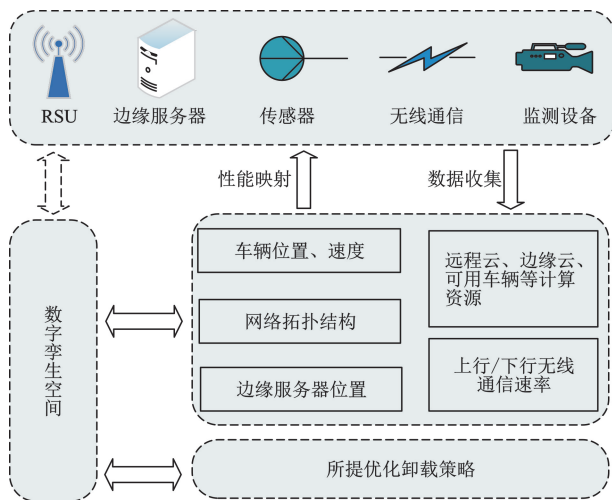 RSU
边缘服务器
传感器
无线通信
监测设备
性能映射
数据收集
数字孪生空间
车辆位置、速度
网络拓扑结构
边缘服务器位置
远程云、边缘云、
可用车辆等计算
资源
上行/下行无线
通信速率
所提优化卸载策略